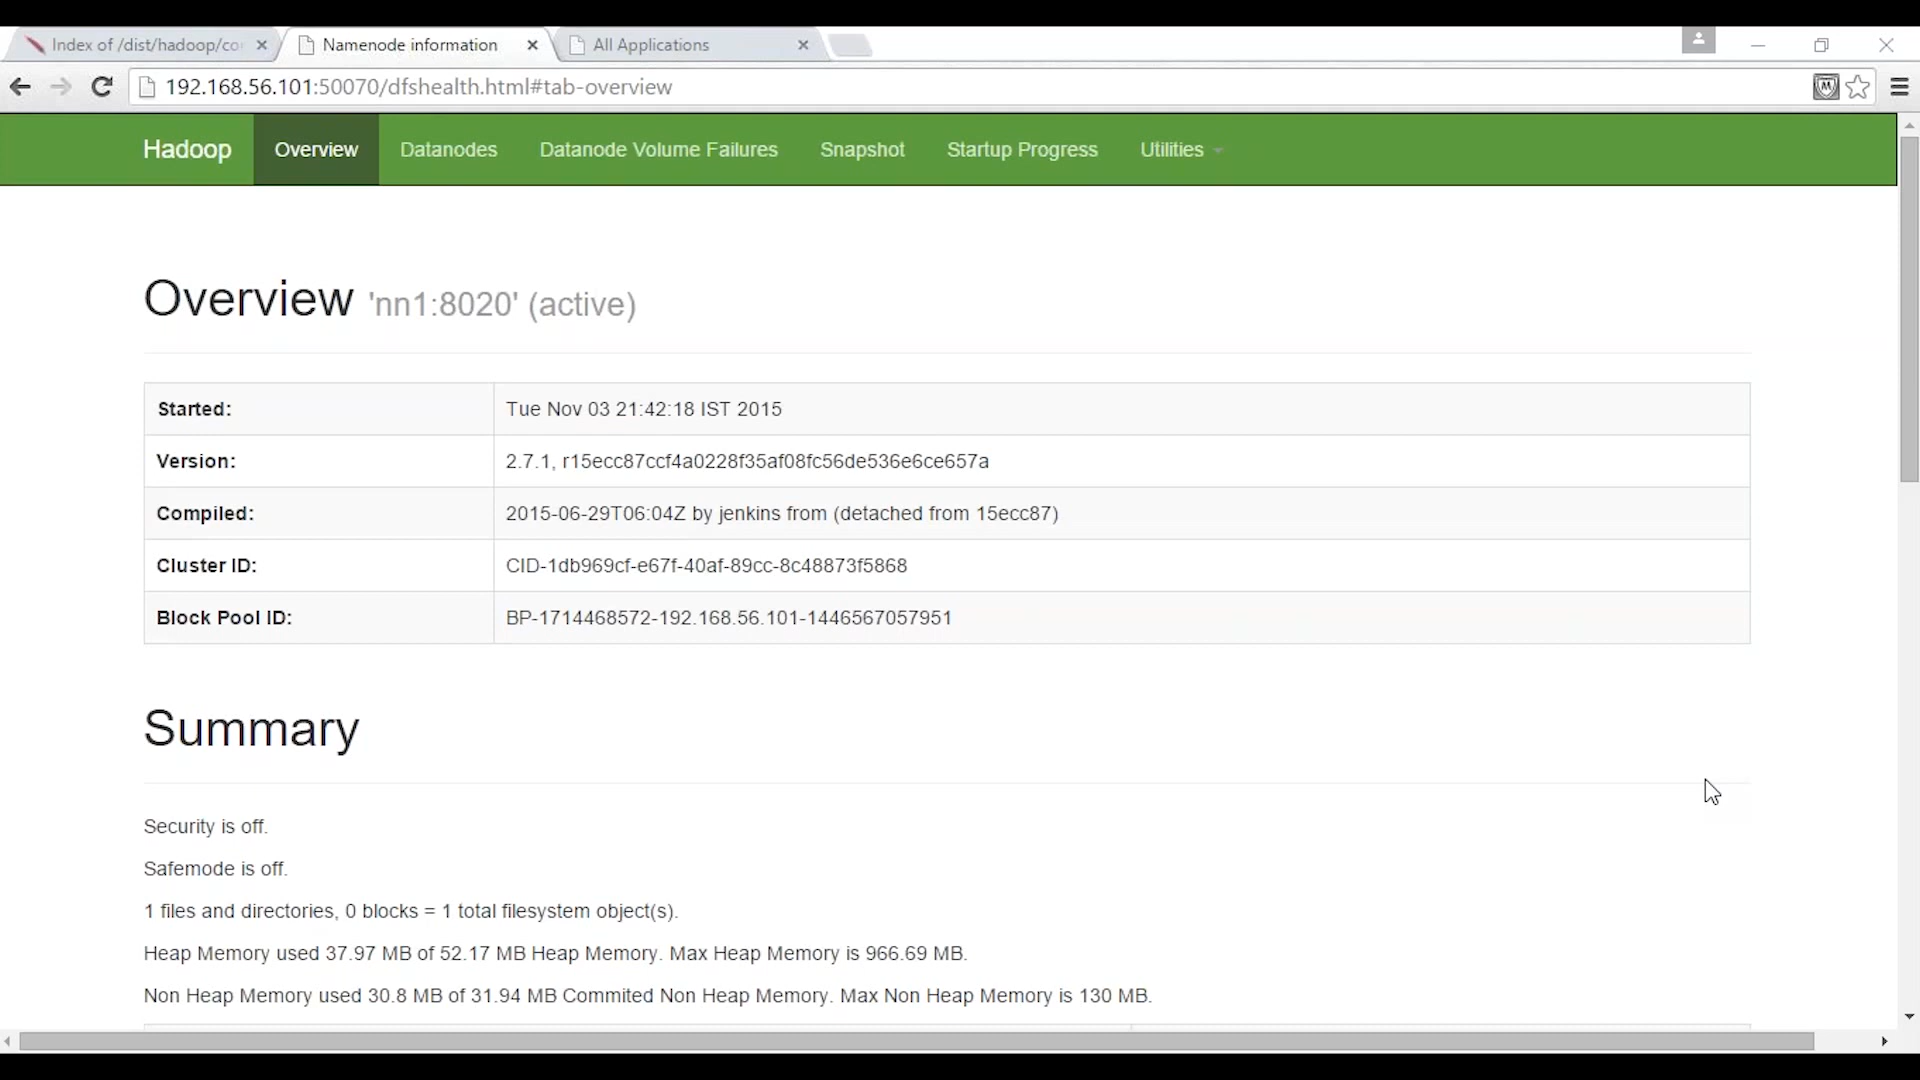 Index of /dist/hadoop/co
Namenode information
All Applications
192.168.56.101:50070/dfshealth.html#tab-overview
Hadoop Overview Datanodes Datanode Volume Failures Snapshot Startup Progress Utilities
Overview 'nn1:8020' (active)
Started: Tue Nov 03 21:42:18 IST 2015
Version: 2.7.1, r15ecc87ccf4a0228f35af08fc56de536e6ce657a
Compiled: 2015-06-29T06:04Z by jenkins from (detached from 15ecc87)
Cluster ID: CID-1db969cf-e67f-40af-89cc-8c48873f5868
Block Pool ID: BP-1714468572-192.168.56.101-1446567057951
Summary
Security is off.
Safemode is off.
1 files and directories, 0 blocks = 1 total filesystem object(s).
Heap Memory used 37.97 MB of 52.17 MB Heap Memory. Max Heap Memory is 966.69 MB.
Non Heap Memory used 30.8 MB of 31.94 MB Commited Non Heap Memory. Max Non Heap Memory is 130 MB.